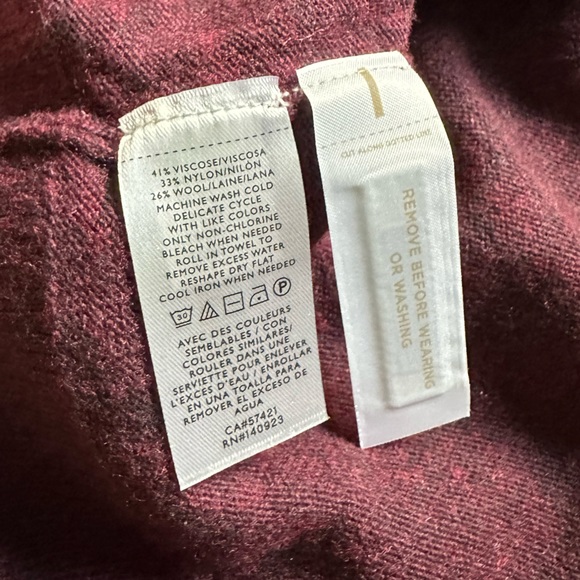 41% VISCOSE/VISCOSA
33% NYLON/NILÓN
26% WOOL/LAINE/LANA
MACHINE WASH COLD
DELICATE CYCLE
WITH LIKE COLORS
ONLY NON-CHLORINE
BLEACH WHEN NEEDED
ROLL IN TOWEL TO
REMOVE EXCESS WATER
RESHAPE DRY FLAT
COOL IRON WHEN NEEDED
30
P
AVEC DES COULEURS
SEMBLABLES / CON
COLORES SIMILARES/
ROULER DANS UNE
SERVIETTE POUR ENLEVER
L'EXCÈS D'EAU / ENROLLAR
EN UNA TOALLA PARA
REMOVER EL EXCESO DE
AGUA
CA#57421
RN#140923
CUT ALONG DOTTED LINE
REMOVE BEFORE WEARING
OR WASHING